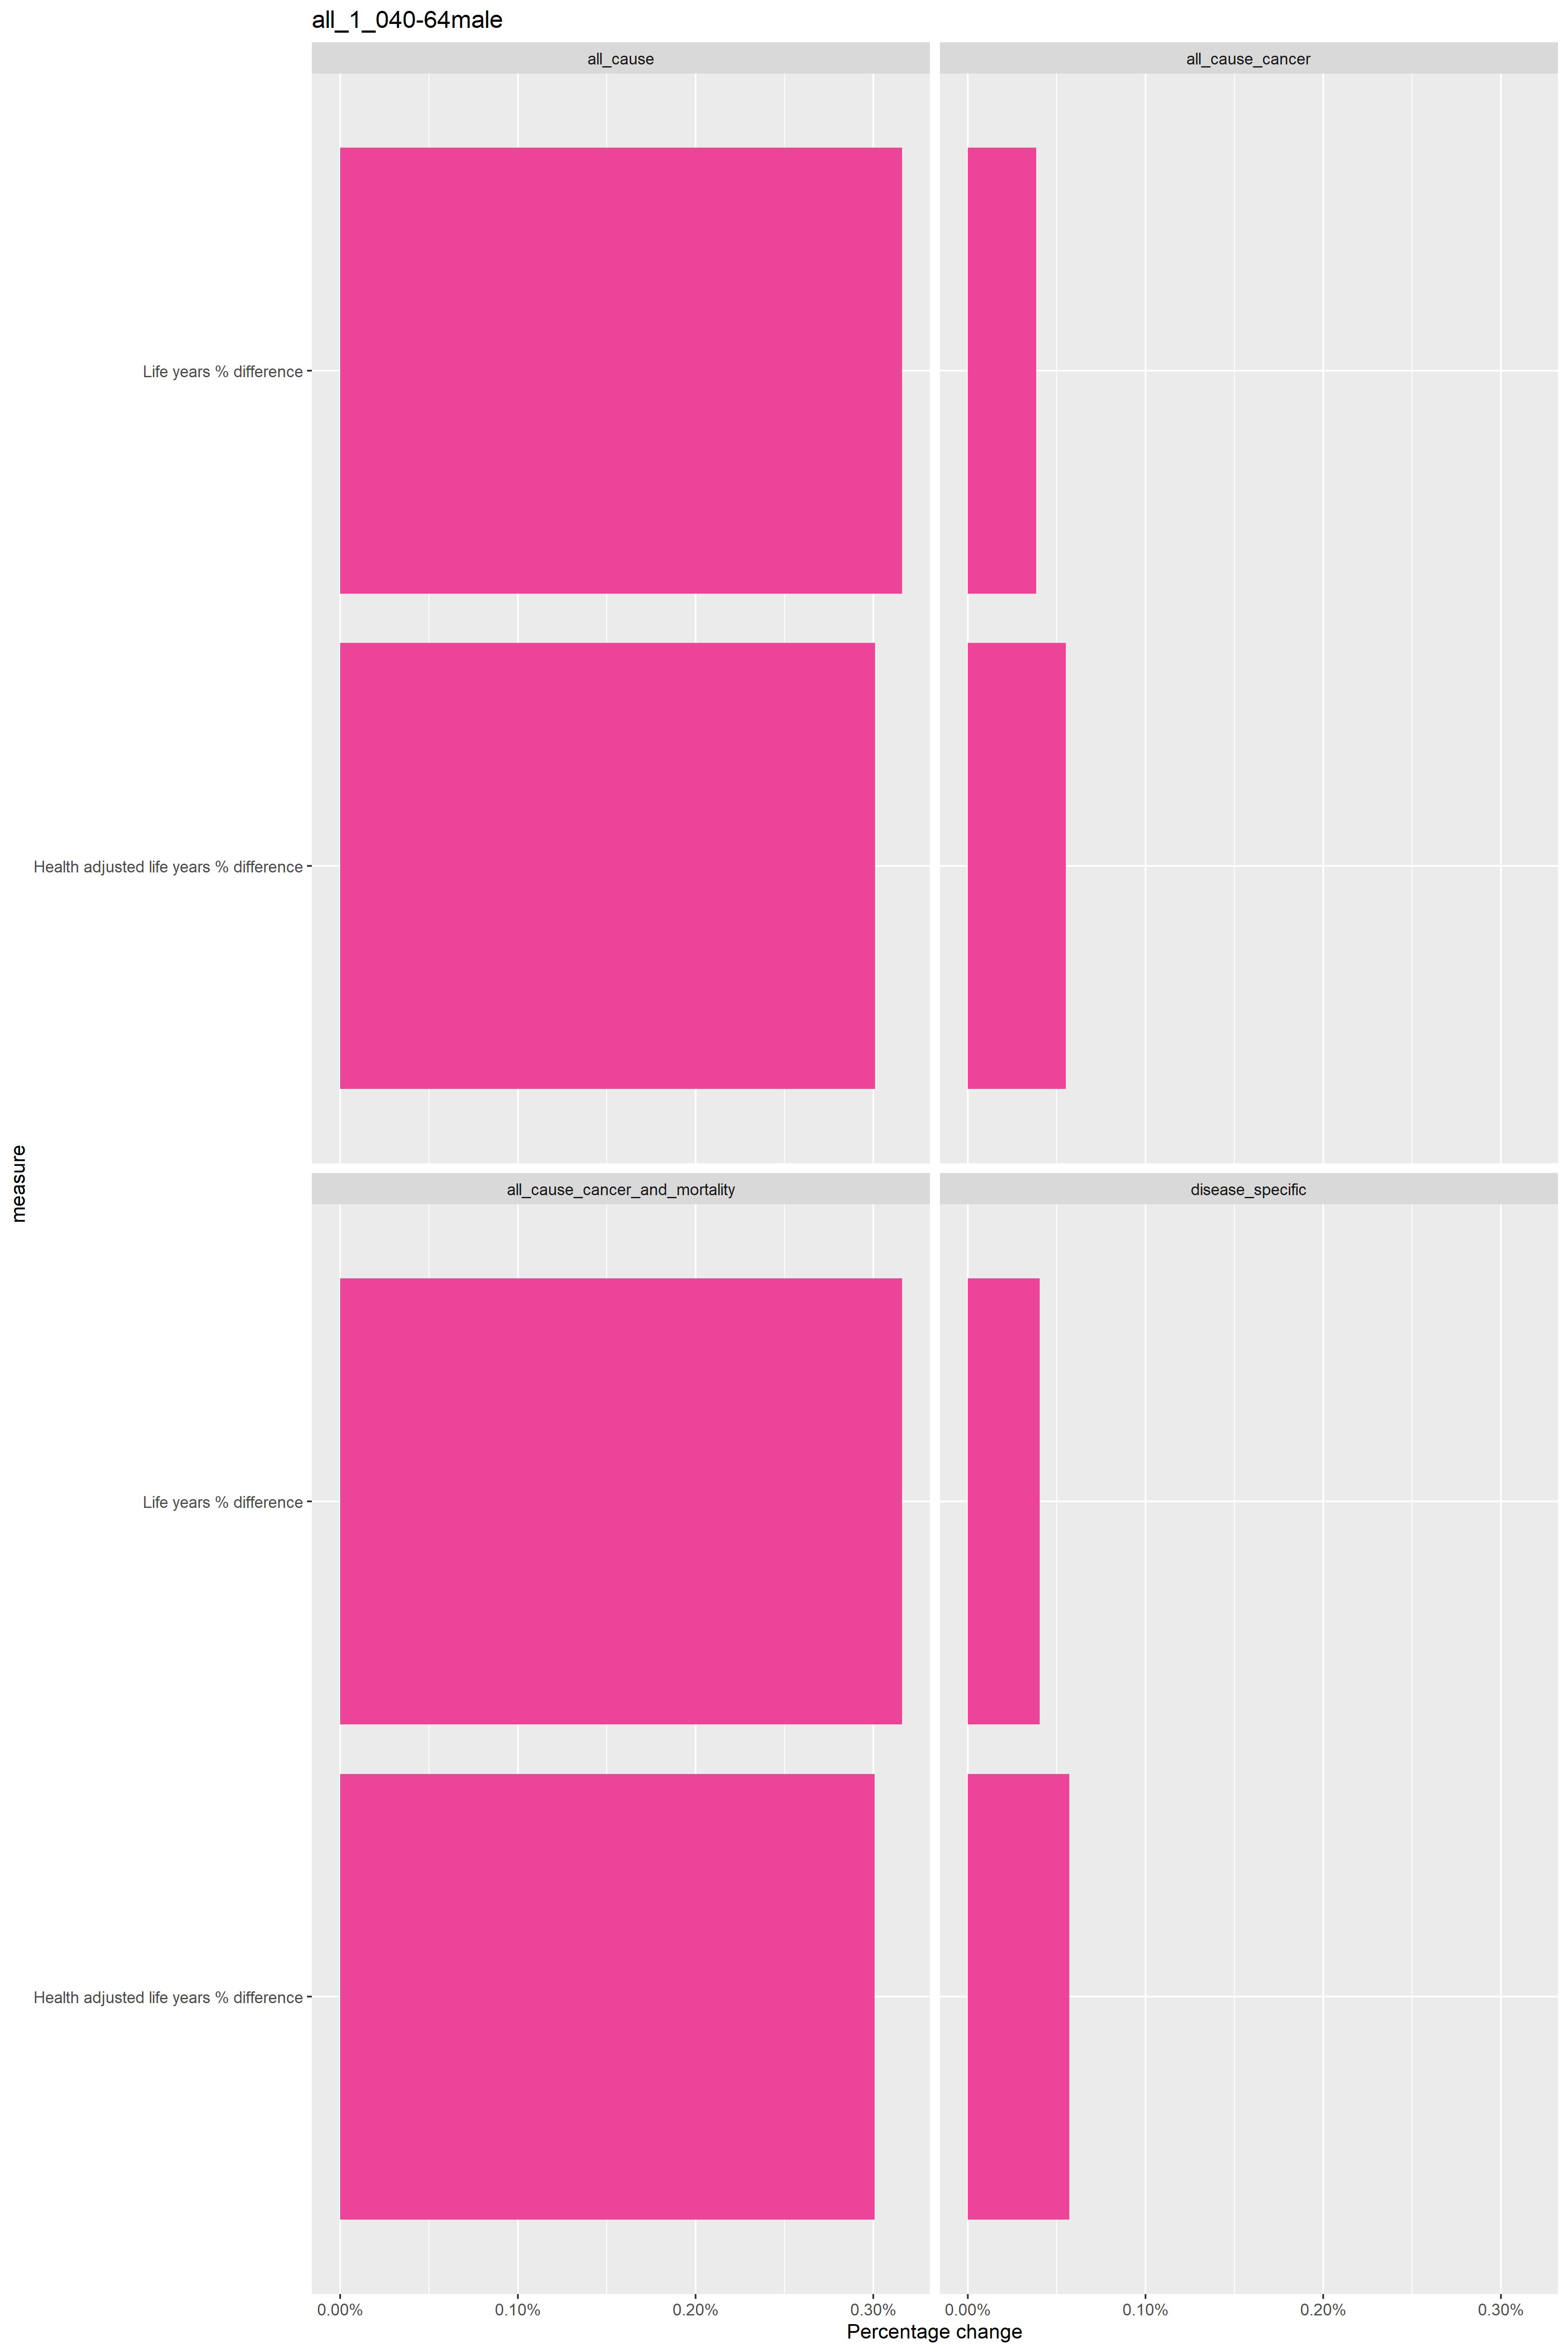 all_1_040-64male
all_cause
all_cause_cancer
Life years % difference
Health adjusted life years % difference
measure
all_cause_cancer_and_mortality
disease_specific
Life years % difference
Health adjusted life years % difference
0.00% 0.10% 0.20% 0.30% 0.00% 0.10% 0.20% 0.30%
Percentage change